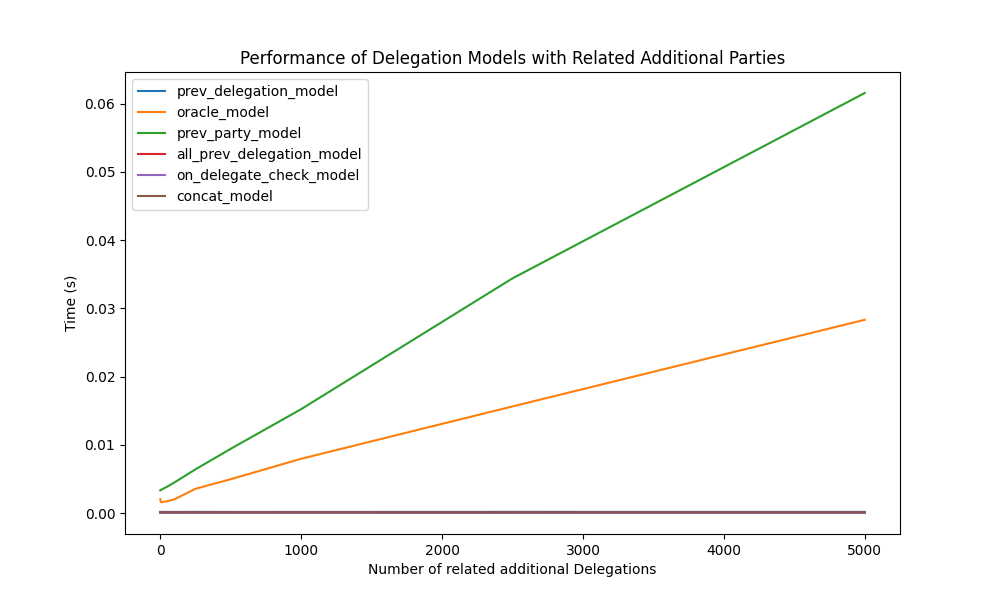 Performance of Delegation Models with Related Additional Parties
prev_delegation_model
oracle_model
prev_party_model
all_prev_delegation_model
on_delegate_check_model
concat_model
0.06
0.05
0.04
0.03
0.02
0.01
0.00
Time (s)
0 1000 2000 3000 4000 5000
Number of related additional Delegations